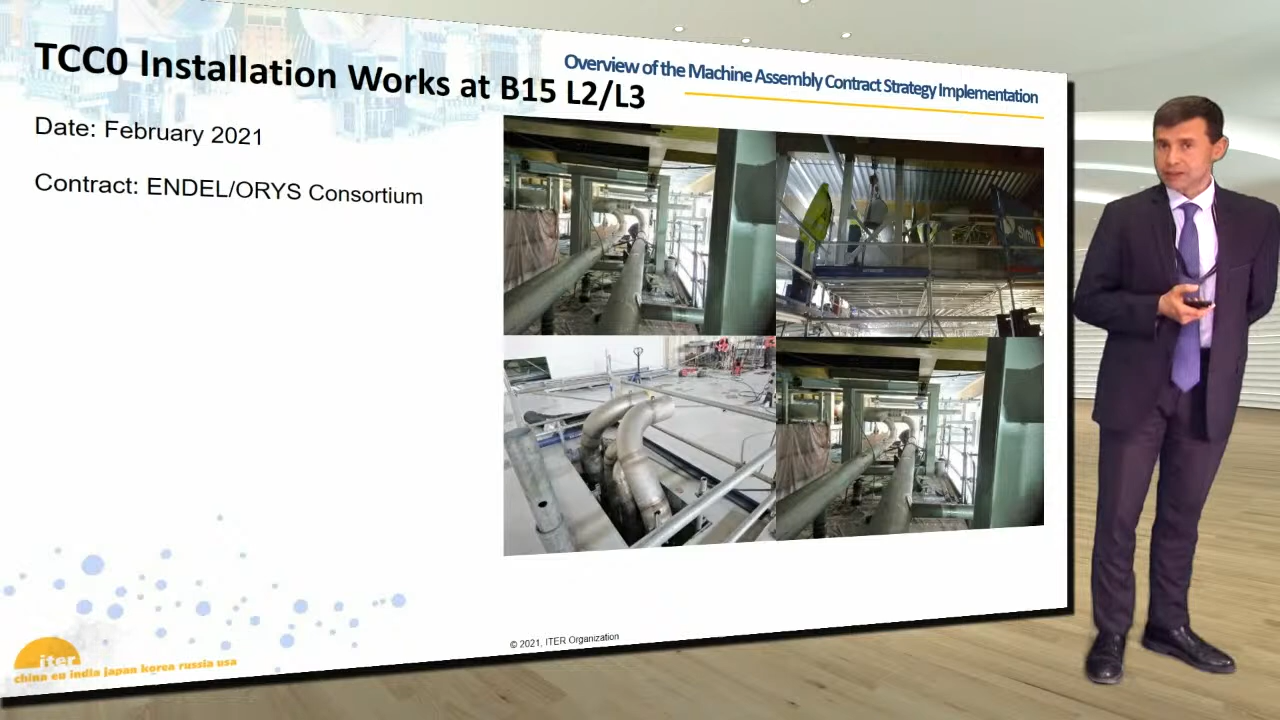 TCC0 Installation Works at B15 L2/L3
Overview of the Machine Assembly Contract Strategy Implementation
Date: February 2021
Contract: ENDEL/ORYS Consortium
© 2021, ITER Organization
iter
china eu india japan korea russia usa